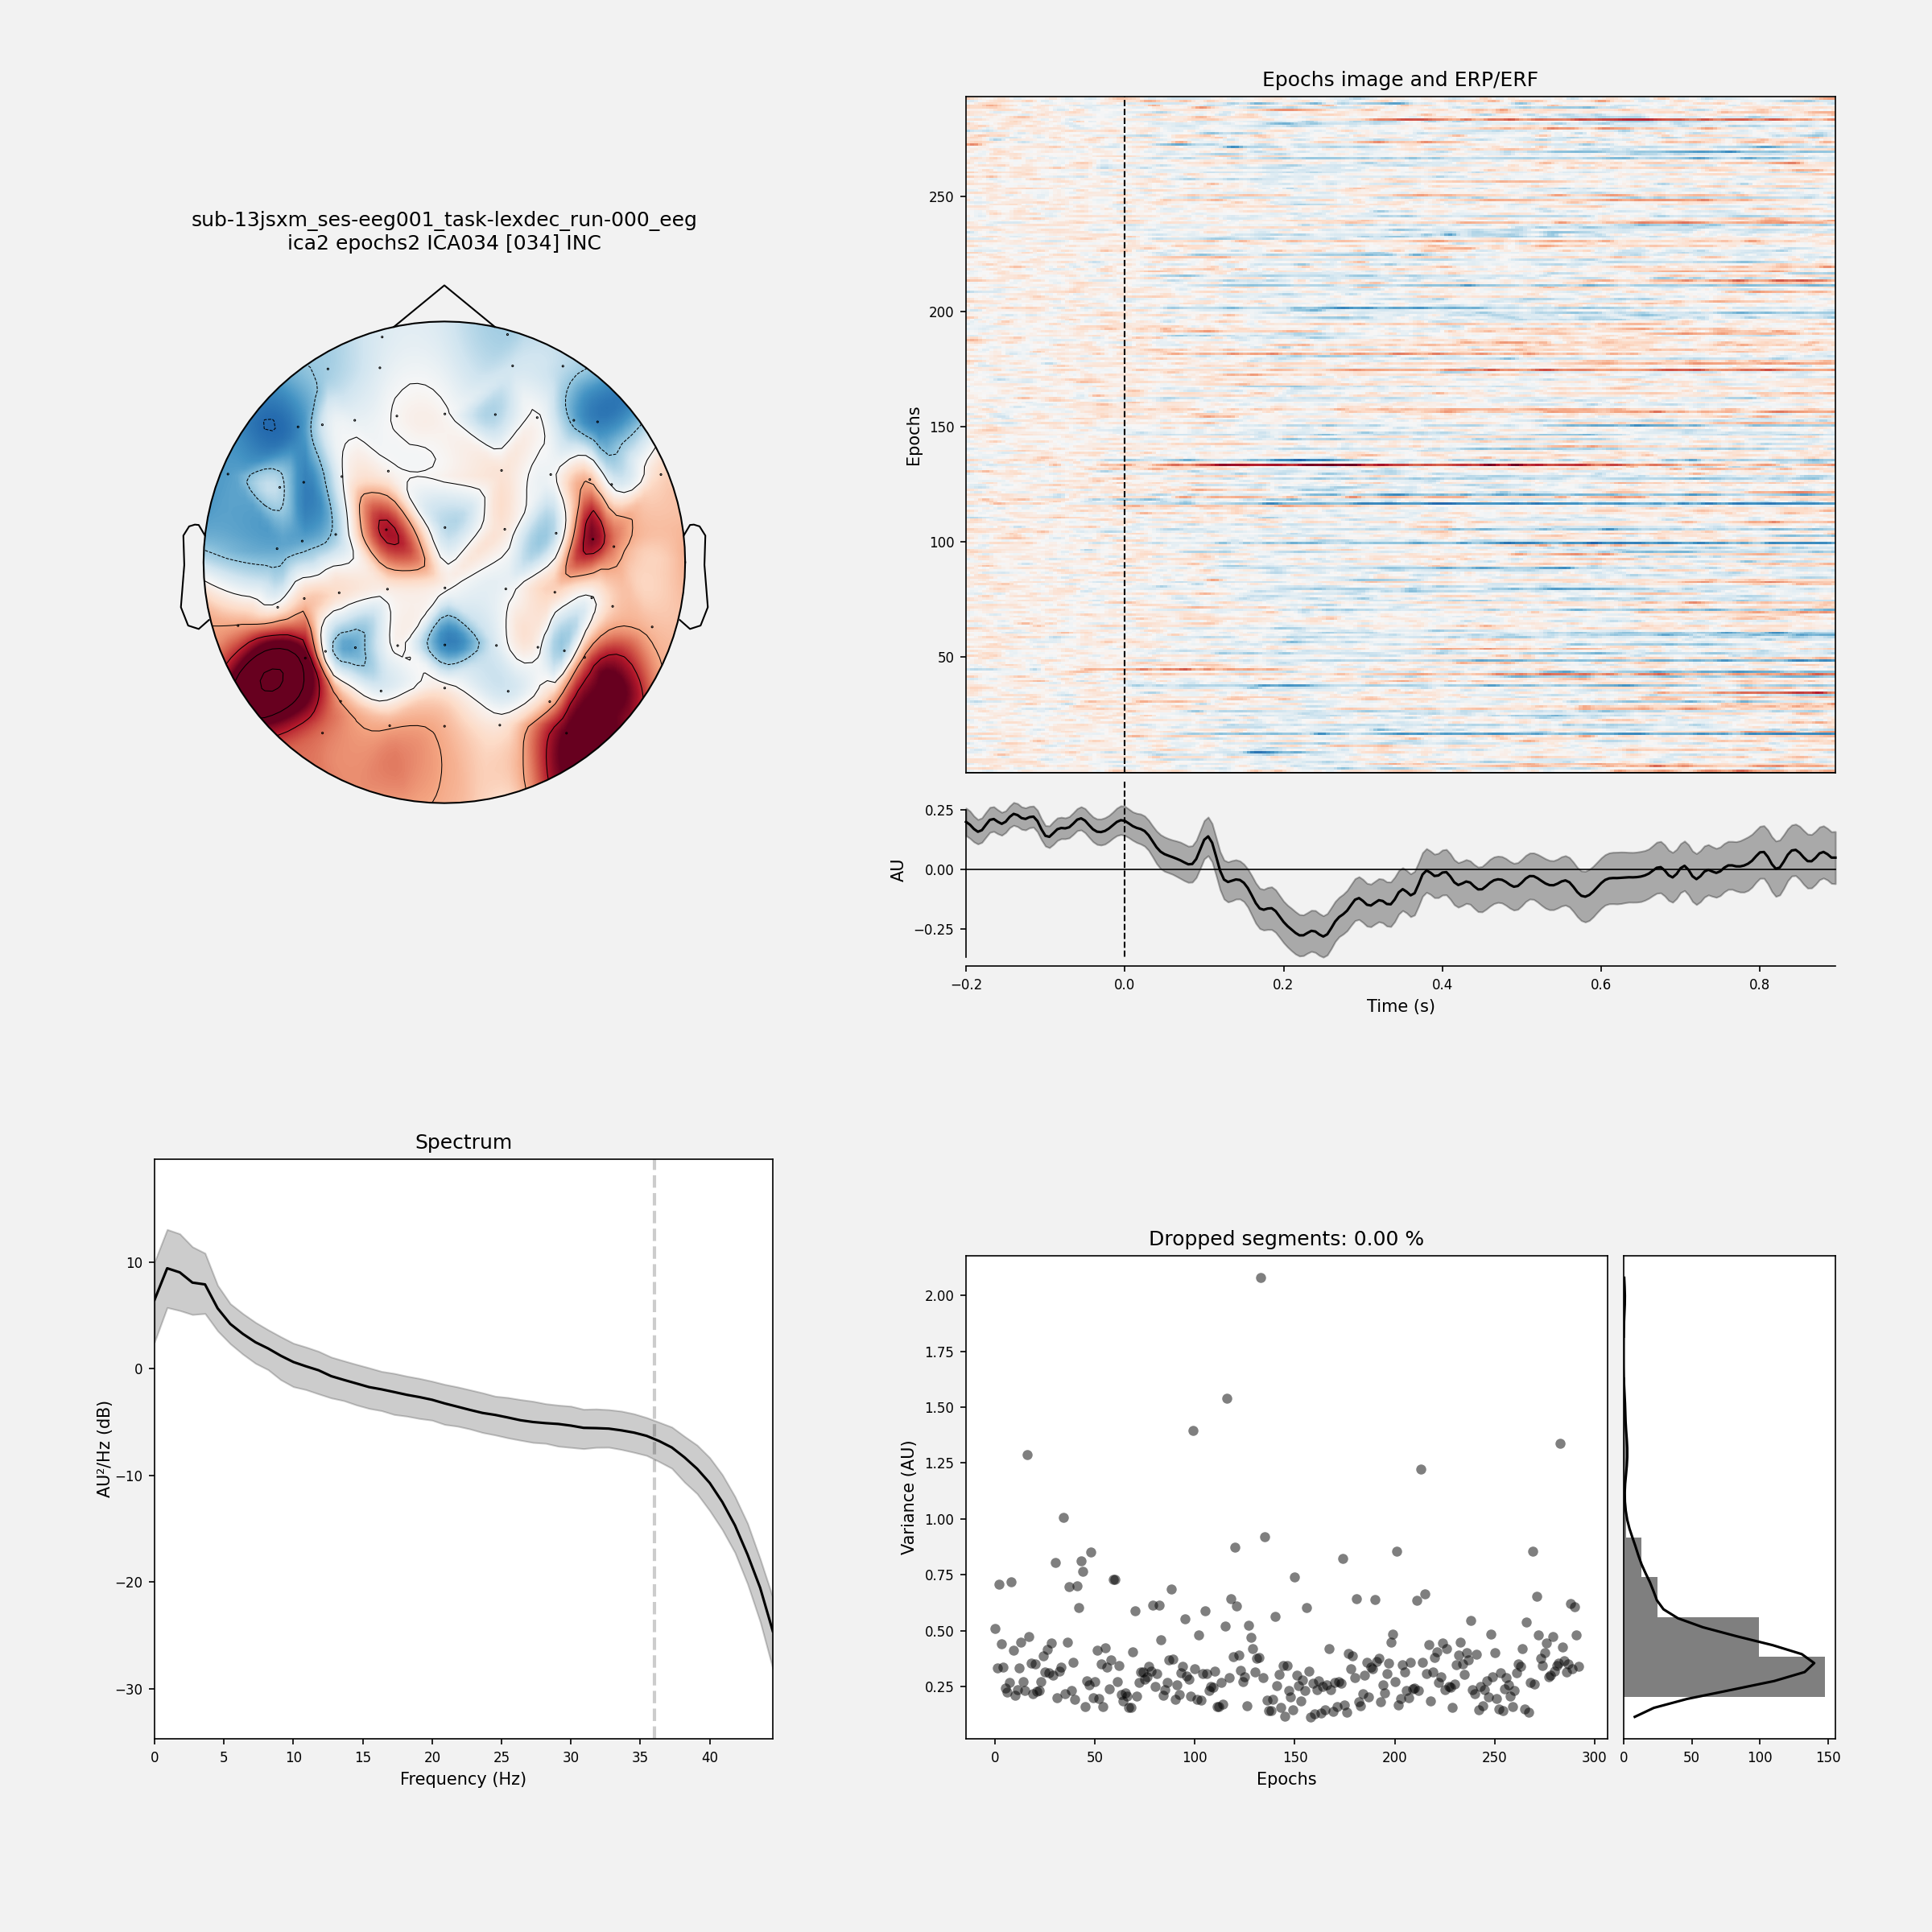 sub-13jsxm_ses-eeg001_task-lexdec_run-000_eeg
ica2 epochs2 ICA034 [034] INC
Epochs image and ERP/ERF
250
200
150
100
50
Epochs
0.25
0.00
−0.25
AU
−0.2 0.0 0.2 0.4 0.6 0.8
Time (s)
Spectrum
10
0
−10
−20
−30
AU²/Hz (dB)
0 5 10 15 20 25 30 35 40
Frequency (Hz)
Dropped segments: 0.00 %
2.00
1.75
1.50
1.25
1.00
0.75
0.50
0.25
Variance (AU)
0 50 100 150 200 250 300
Epochs
0 50 100 150